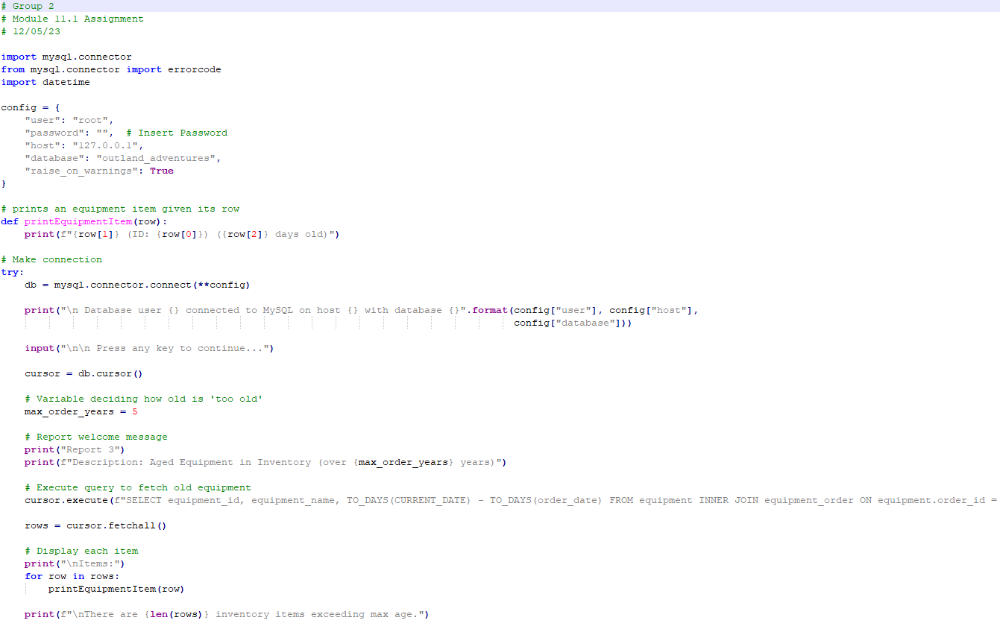 # Group 2
# Module 11.1 Assignment
# 12/05/23
import mysql.connector
from mysql.connector import errorcode
import datetime
config = {
    "user": "root",
    "password": "",  # Insert Password
    "host": "127.0.0.1",
    "database": "outland_adventures",
    "raise_on_warnings": True
}
# prints an equipment item given its row
def printEquipmentItem(row):
    print(f"{row[1]} (ID: {row[0]}) ({row[2]} days old)")
# Make connection
try:
    db = mysql.connector.connect(**config)
    print("\n Database user {} connected to MySQL on host {} with database {}".format(config["user"], config["host"],
                                                                                  config["database"]))
    input("\n\n Press any key to continue...")
    cursor = db.cursor()
    # Variable deciding how old is 'too old'
    max_order_years = 5
    # Report welcome message
    print("Report 3")
    print(f"Description: Aged Equipment in Inventory (over {max_order_years} years)")
    # Execute query to fetch old equipment
    cursor.execute(f"SELECT equipment_id, equipment_name, TO_DAYS(CURRENT_DATE) - TO_DAYS(order_date) FROM equipment INNER JOIN equipment_order ON equipment.order_id =
    rows = cursor.fetchall()
    # Display each item
    print("\nItems:")
    for row in rows:
        printEquipmentItem(row)
    print(f"\nThere are {len(rows)} inventory items exceeding max age.")